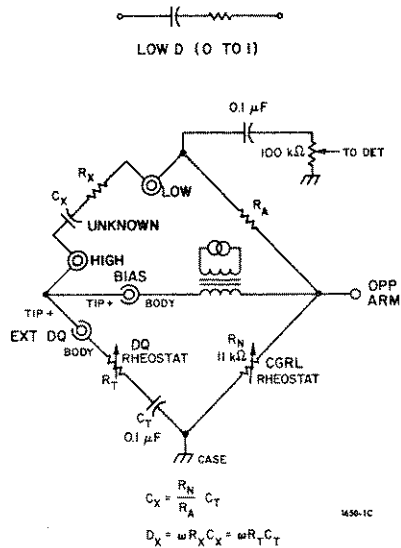 LOW D (0 TO 1)
0.1 µF
100 kΩ
TO DET
RX
LOW
CX
RA
UNKNOWN
HIGH
BIAS
OPP
ARM
TIP+
BODY
TIP+
EXT DQ
BODY
DQ
RHEOSTAT
RN
11 kΩ
CGRL
RHEOSTAT
RT
CT
0.1 µF
CASE
CX = RN/RA CT
1650-1C
DX = ωRXCX = ωRTCT